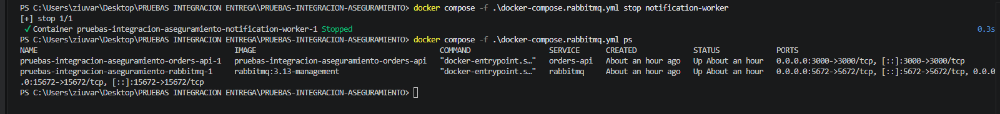 PS C:\Users\ziuvar\Desktop\PRUEBAS INTEGRACION ENTREGA\PRUEBAS-INTEGRACION-ASEGURAMIENTO> docker compose -f .\docker-compose.rabbitmq.yml stop notification-worker
[+] stop 1/1
✓Container pruebas-integracion-aseguramiento-notification-worker-1 Stopped 0.3s
PS C:\Users\ziuvar\Desktop\PRUEBAS INTEGRACION ENTREGA\PRUEBAS-INTEGRACION-ASEGURAMIENTO> docker compose -f .\docker-compose.rabbitmq.yml ps
NAME IMAGE COMMAND SERVICE CREATED STATUS PORTS
pruebas-integracion-aseguramiento-orders-api-1 pruebas-integracion-aseguramiento-orders-api "docker-entrypoint.s…" orders-api About an hour ago Up About an hour 0.0.0.0:3000->3000/tcp, [::]:3000->3000/tcp
pruebas-integracion-aseguramiento-rabbitmq-1 rabbitmq:3.13-management "docker-entrypoint.s…" rabbitmq About an hour ago Up About an hour 0.0.0.0:5672->5672/tcp, [::]:5672->5672/tcp, 0.0.0
.0:15672->15672/tcp, [::]:15672->15672/tcp
PS C:\Users\ziuvar\Desktop\PRUEBAS INTEGRACION ENTREGA\PRUEBAS-INTEGRACION-ASEGURAMIENTO>